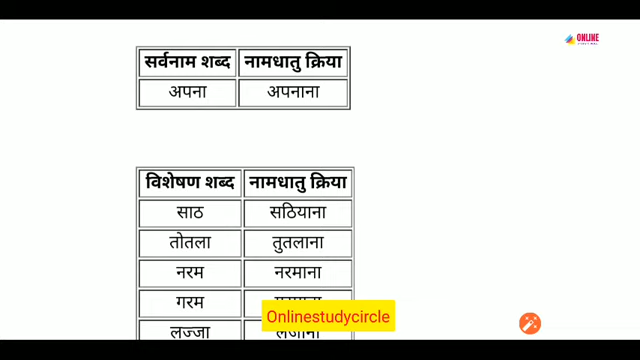 ONLINE
सर्वनाम शब्द नामधातु क्रिया
अपना अपनाना
विशेषण शब्द नामधातु क्रिया
साठ सठियाना
तोतला तुतलाना
नरम नरमाना
गरम
Onlinestudycircle
लज्जा